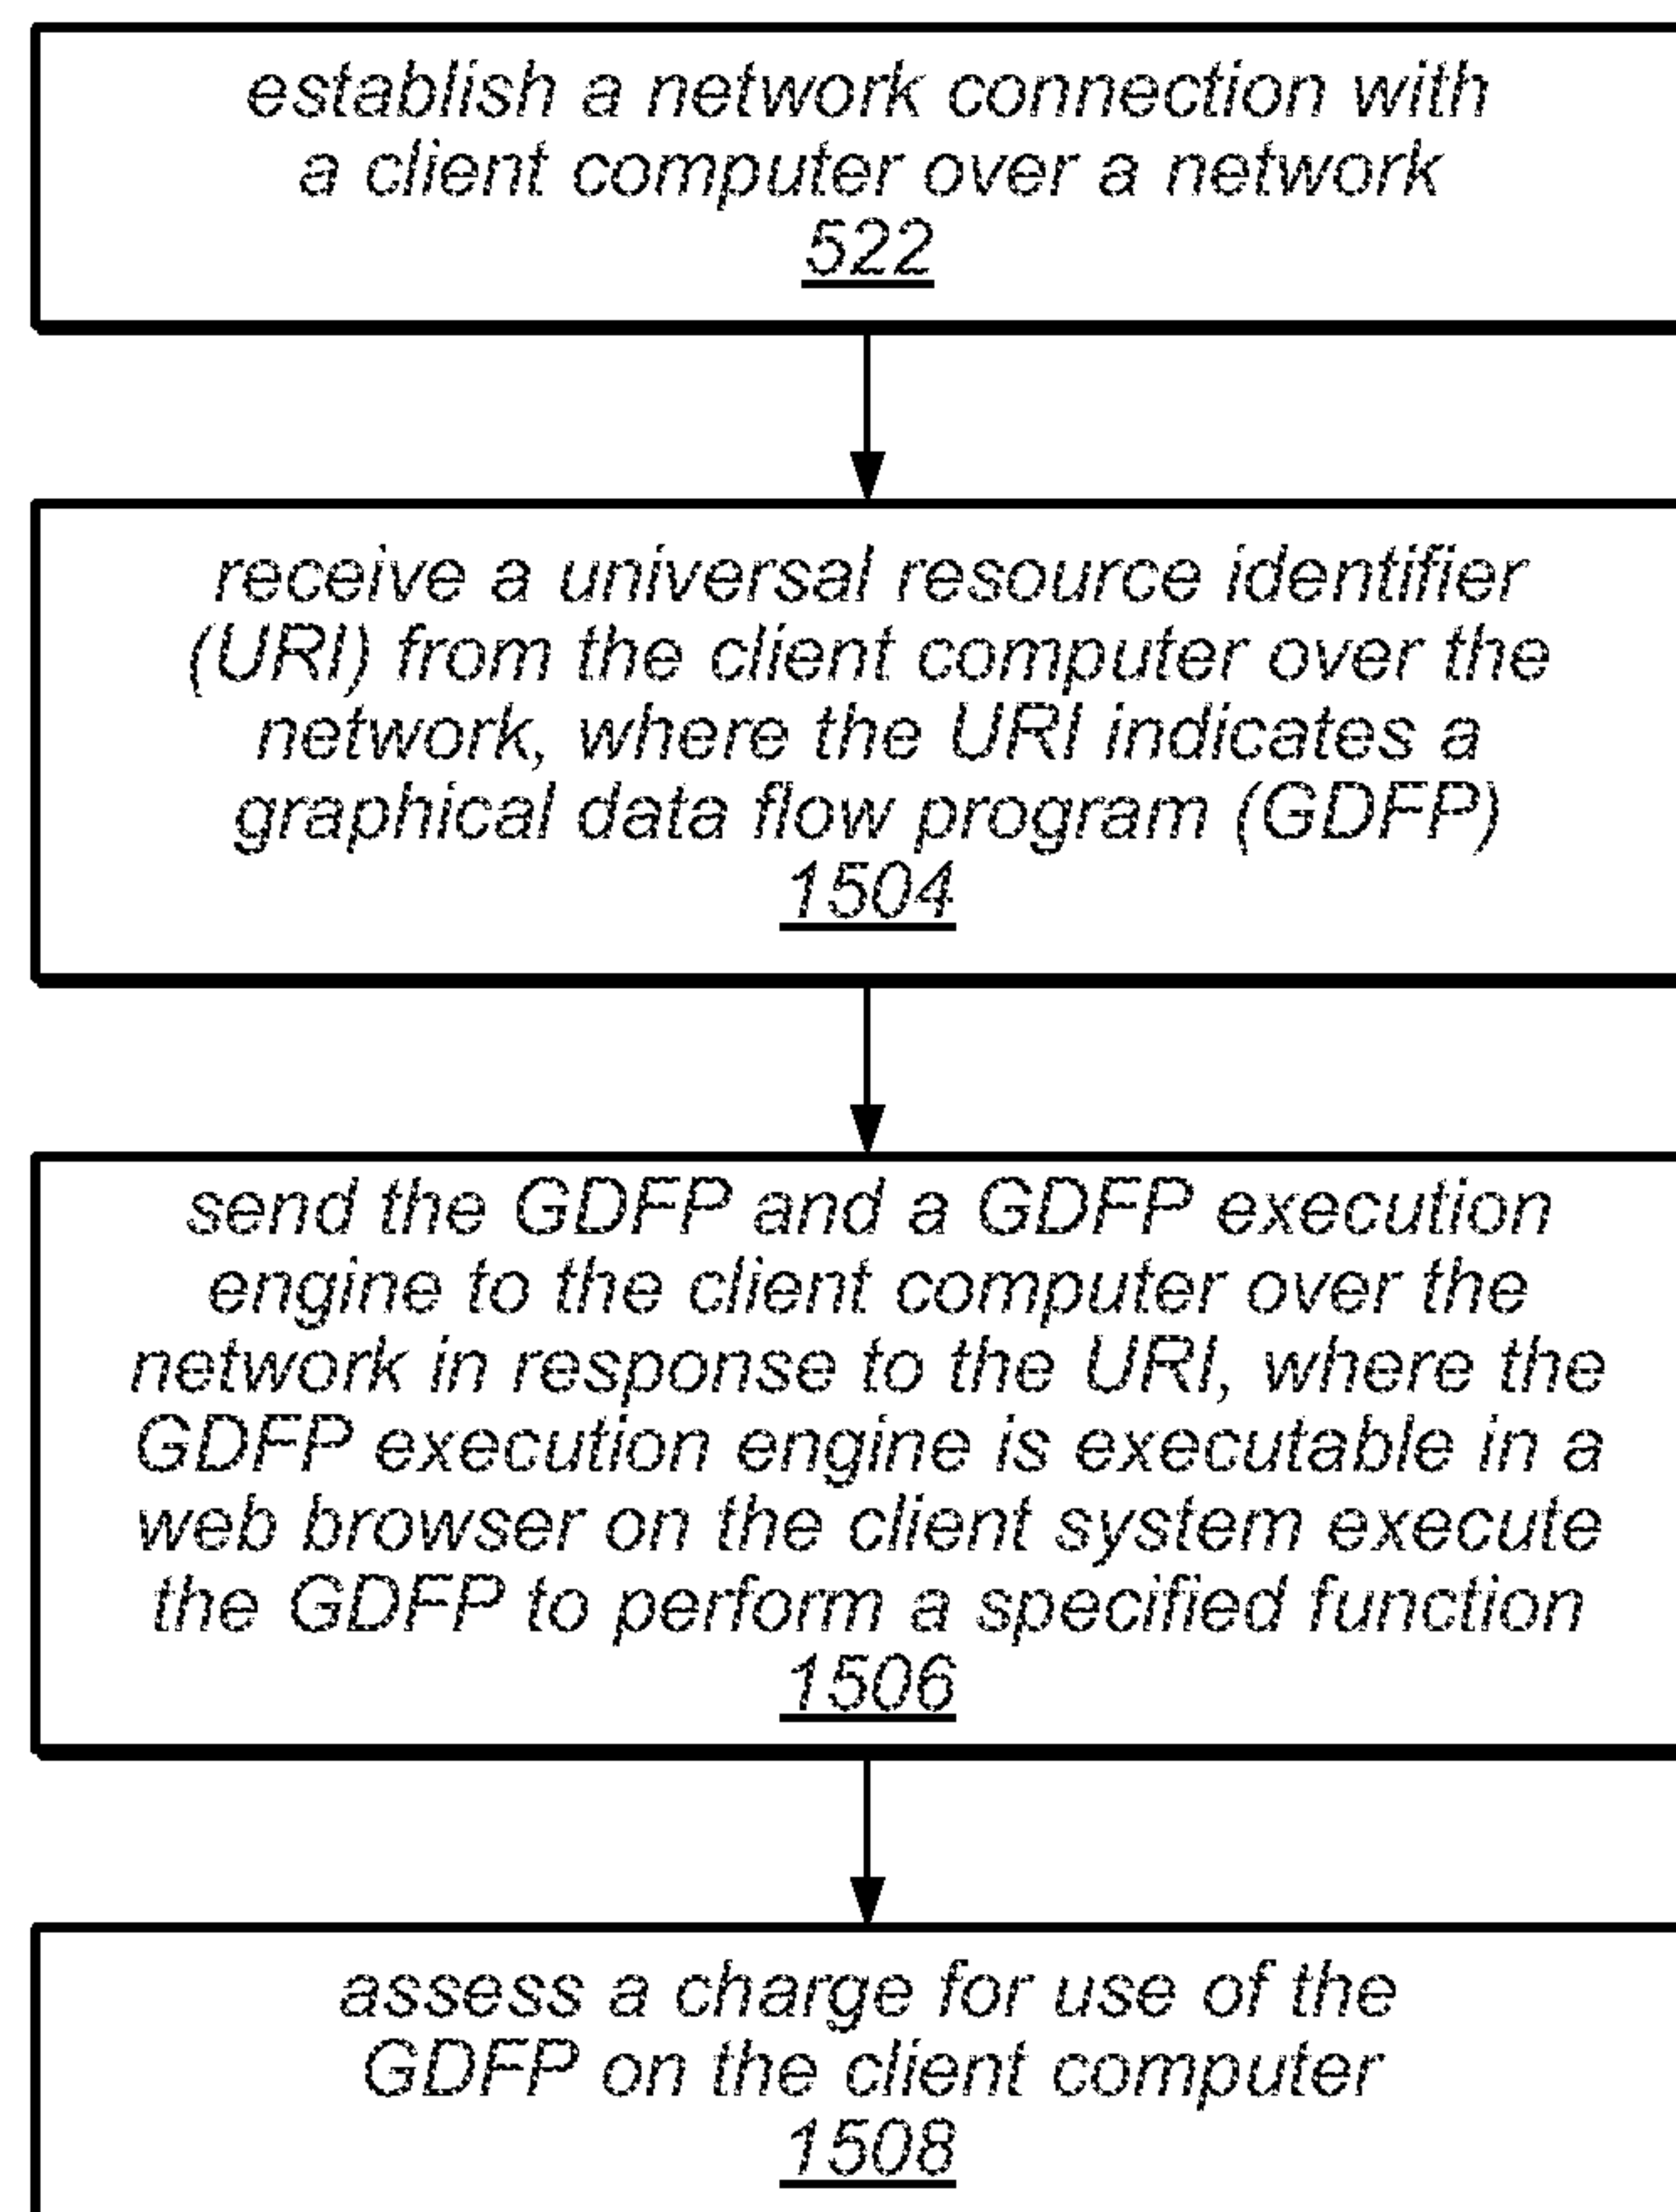 establish a network connection with
a client computer over a network
522
receive a universal resource identifier
(URI) from the client computer over the
network, where the URI indicates a
graphical data flow program (GDFP)
1504
send the GDFP and a GDFP execution
engine to the client computer over the
network in response to the URI, where the
GDFP execution engine is executable in a
web browser on the client system execute
the GDFP to perform a specified function
1506
assess a charge for use of the
GDFP on the client computer
1508